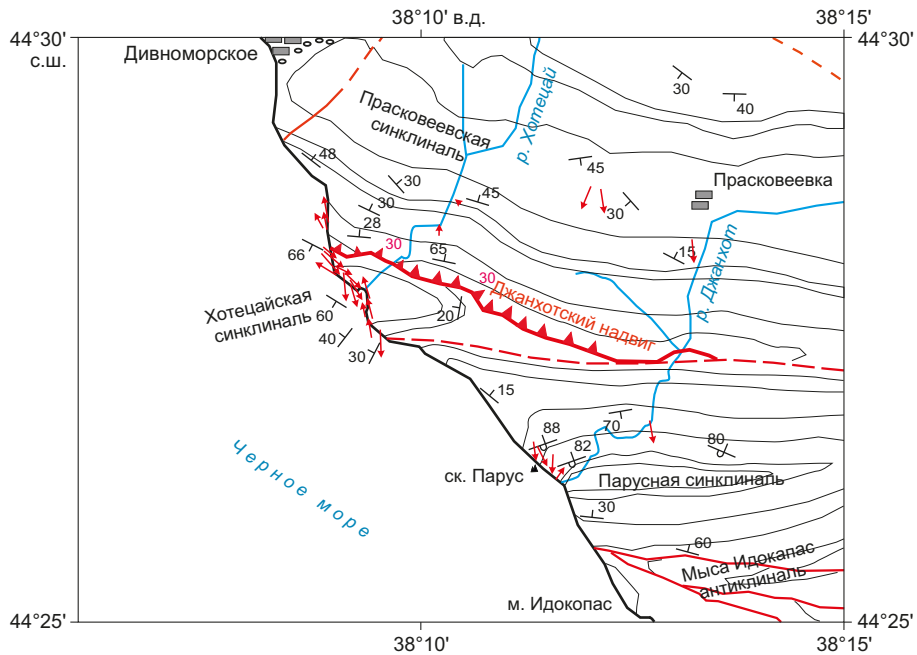 38°10' в.д.
38°15'
44°30'
с.ш.
44°30'
Дивноморское
30
40
Прасковеевская
синклиналь
р. Хотецай
48
30
45
45
Прасковеевка
30
30
28
30
66
65
15
30
р. Джанхот
Хотецайская
синклиналь
60
20
Джанхотский надвиг
40
30
15
70
88
82
80
ск. Парус
Парусная синклиналь
Черное море
30
60
Мыса Идокапас
антиклиналь
м. Идокопас
44°25'
44°25'
38°10'
38°15'